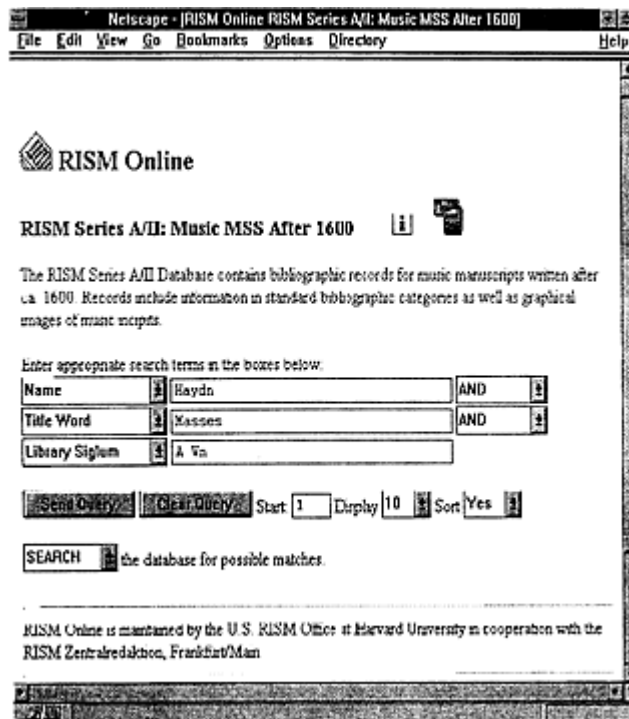 Netscape - [RISM Online RISM Series A/II: Music MSS After 1600]
File Edit View Go Bookmarks Options Directory Help
RISM Online
RISM Series A/II: Music MSS After 1600 i
The RISM Series A/II Database contains bibliographic records for music manuscripts written after
ca. 1600. Records include information in standard bibliographic categories as well as graphical
images of music incipits.
Enter appropriate search terms in the boxes below:
Name Haydn AND
Title Word Masses AND
Library Siglum A Wn
Send Query Clear Query Start 1 Display 10 Sort Yes
SEARCH the database for possible matches.
RISM Online is maintained by the U.S. RISM Office at Harvard University in cooperation with the
RISM Zentralredaktion, Frankfurt/Main